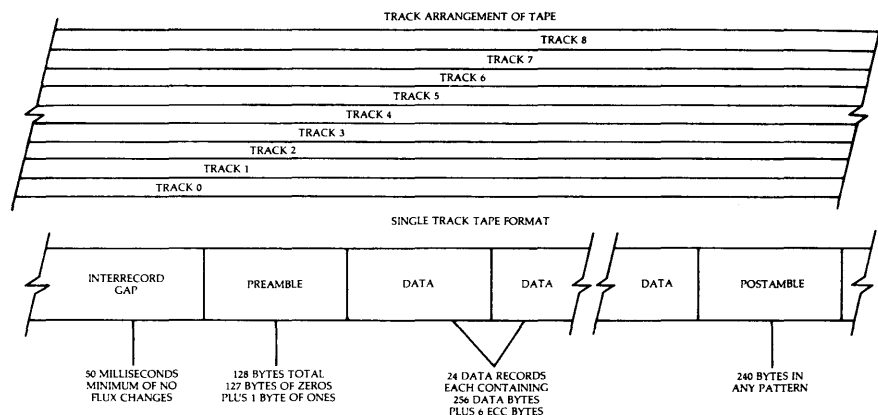 TRACK ARRANGEMENT OF TAPE
TRACK 8
TRACK 7
TRACK 6
TRACK 5
TRACK 4
TRACK 3
TRACK 2
TRACK 1
TRACK 0
SINGLE TRACK TAPE FORMAT
INTERRECORD
GAP
PREAMBLE
DATA
DATA
DATA
POSTAMBLE
50 MILLISECONDS
MINIMUM OF NO
FLUX CHANGES
128 BYTES TOTAL
127 BYTES OF ZEROS
PLUS 1 BYTE OF ONES
24 DATA RECORDS
EACH CONTAINING
256 DATA BYTES
PLUS 6 ECC BYTES
240 BYTES IN
ANY PATTERN